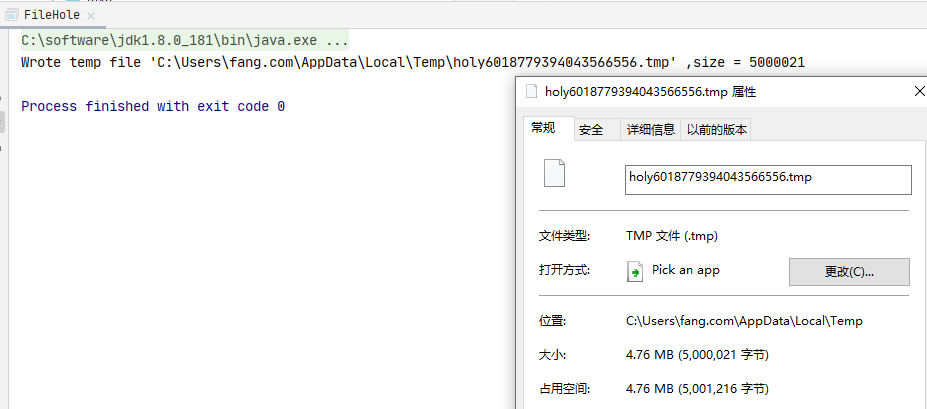 FileHole
C:\software\jdk1.8.0_181\bin\java.exe ...
Wrote temp file 'C:\Users\fang.com\AppData\Local\Temp\holy6018779394043566556.tmp' ,size = 5000021
Process finished with exit code 0
holy6018779394043566556.tmp 属性
常规 安全 详细信息 以前的版本
holy6018779394043566556.tmp
文件类型: TMP 文件 (.tmp)
打开方式: Pick an app 更改(C)...
位置: C:\Users\fang.com\AppData\Local\Temp
大小: 4.76 MB (5,000,021 字节)
占用空间: 4.76 MB (5,001,216 字节)